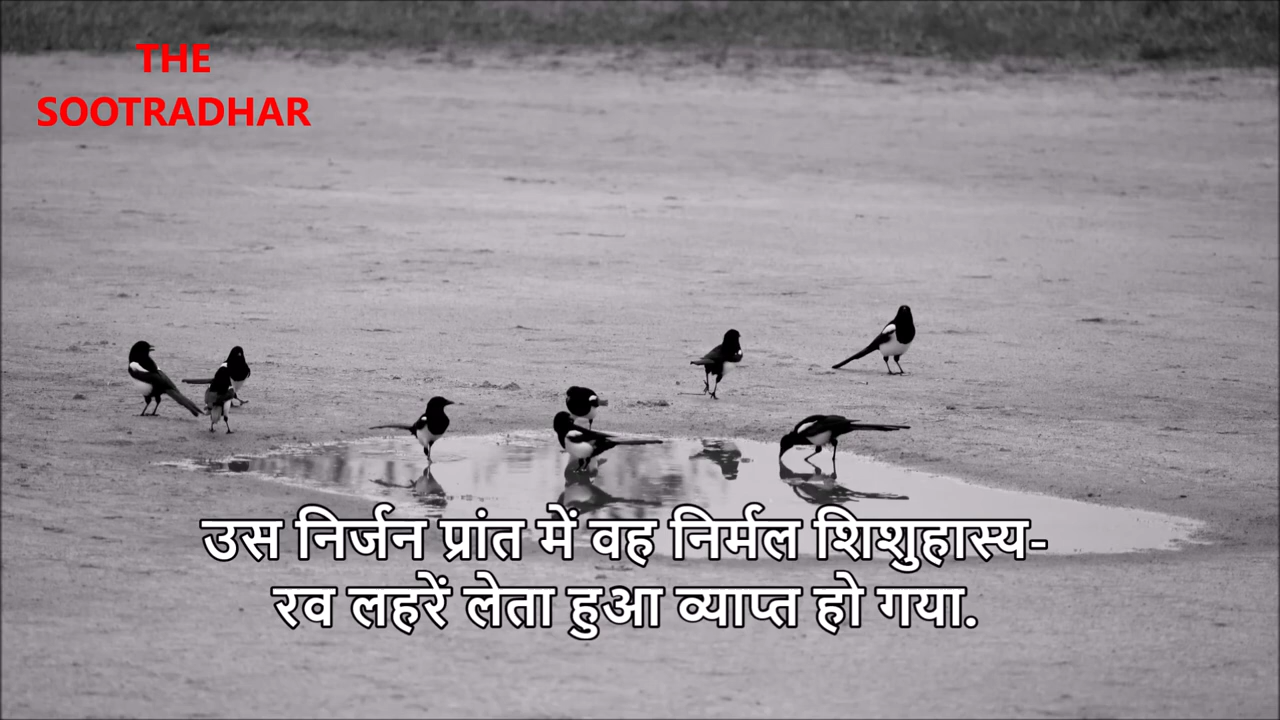 THE
SOOTRADHAR
उस निर्जन प्रांत में वह निर्मल शिशुहास्य-
रव लहरें लेता हुआ व्याप्त हो गया.